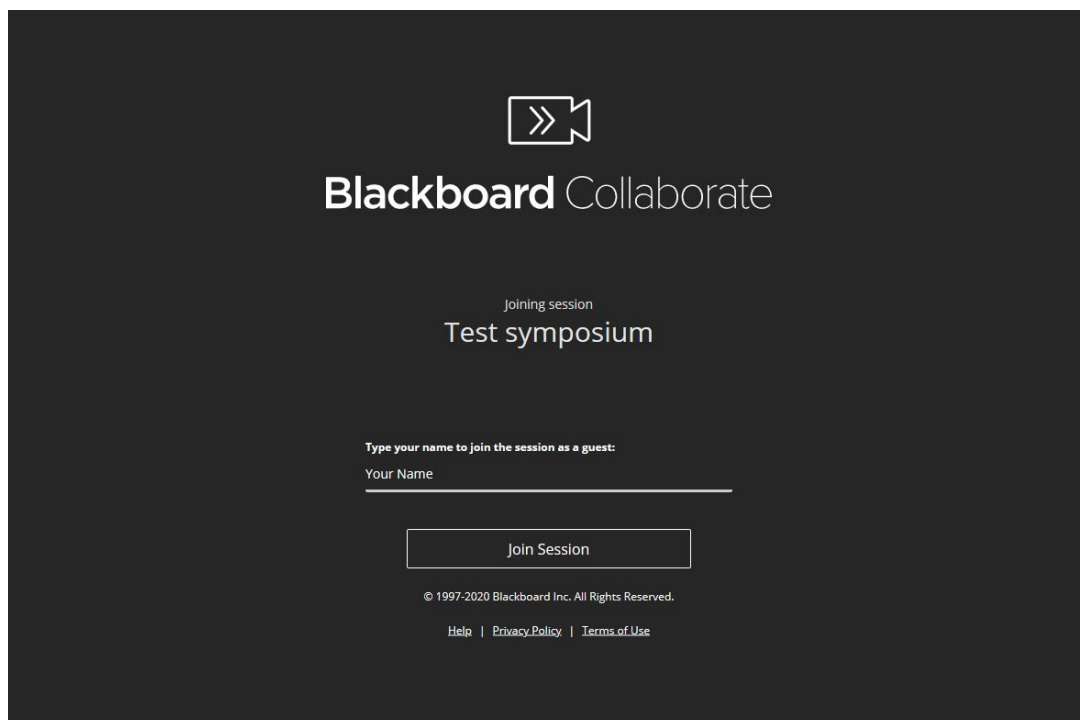 Blackboard Collaborate
Joining session
Test symposium
Type your name to join the session as a guest:
Your Name
Join Session
© 1997-2020 Blackboard Inc. All Rights Reserved.
Help | Privacy Policy | Terms of Use